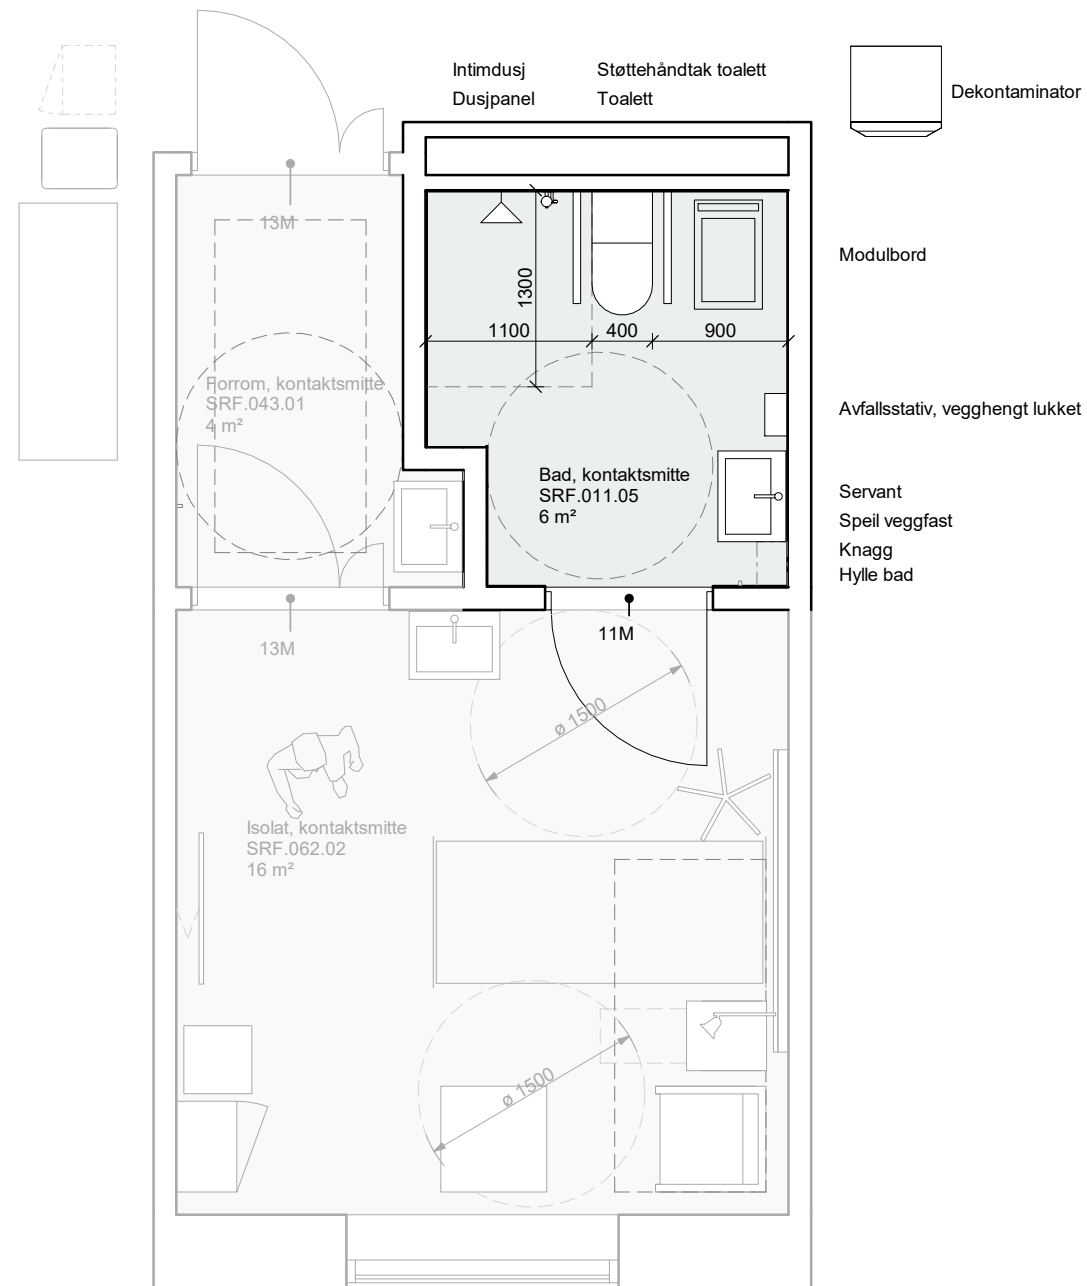 Intimdusj
Støttehåndtak toalett
Dusjpanel
Toalett
Dekontaminator
13M
Modulbord
1300
1100
400
900
Forrom, kontaktsmitte
SRF.043.01
4 m²
Avfallsstativ, vegghengt lukket
Bad, kontaktsmitte
SRF.011.05
6 m²
Servant
Speil veggfast
Knagg
Hylle bad
13M
11M
ø 1500
Isolat, kontaktsmitte
SRF.062.02
16 m²
ø 1500